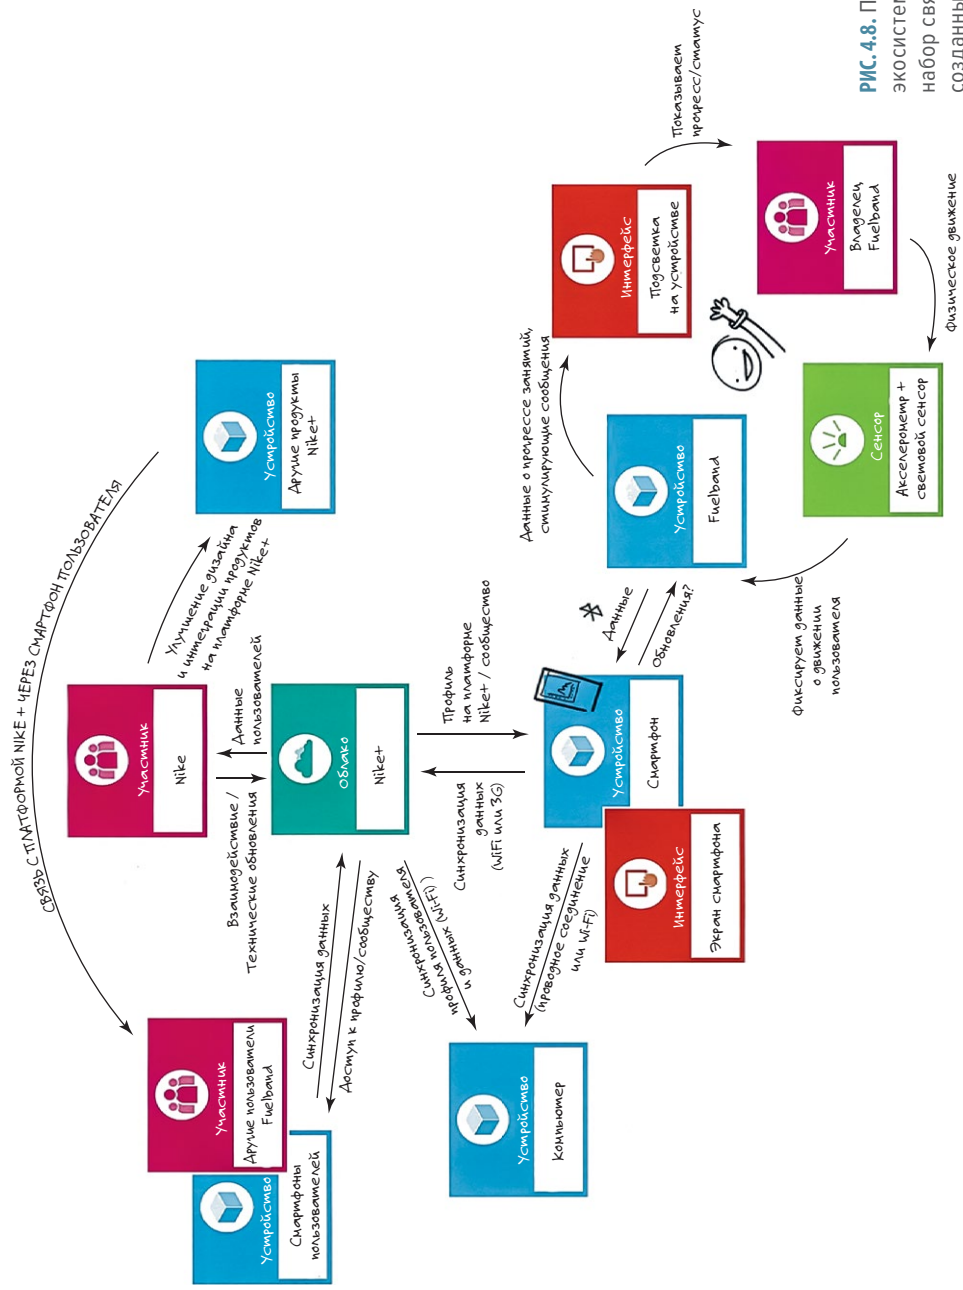 СВЯЗЬ С ПЛАТФОРМОЙ NIKE + ЧЕРЕЗ СМАРТФОН ПОЛЬЗОВАТЕЛЯ
Устройство
Смартфоны
пользователей
Участник
Другие пользователи
Fuelband
Участник
Nike
Улучшение дизайна
и интеграции продуктов
на платформе Nike+
Устройство
Другие продукты
Nike+
Взаимодействие /
Технические обновления
Данные
пользователей
Синхронизация данных
Доступ к профилю/сообществу
Облако
Nike+
Синхронизация
профиля пользователя
и данных (Wi-Fi)
Синхронизация
данных
(WiFi или 3G)
Профиль
на платформе
Nike+ / сообщество
Устройство
Компьютер
Синхронизация данных
(проводное соединение
или Wi-Fi)
Устройство
Смартфон
Интерфейс
Экран смартфона
Данные
Обновления?
Устройство
Fuelband
Данные о прогрессе занятий,
стимулирующие сообщения
Интерфейс
Подсветка
на устройстве
Показывает
прогресс/статус
Участник
Владелец
Fuelband
Физическое движение
Сенсор
Акселерометр +
световой сенсор
Фиксирует данные
о движении
пользователя
РИС. 4.8. П
экосистем
набор свя
созданны